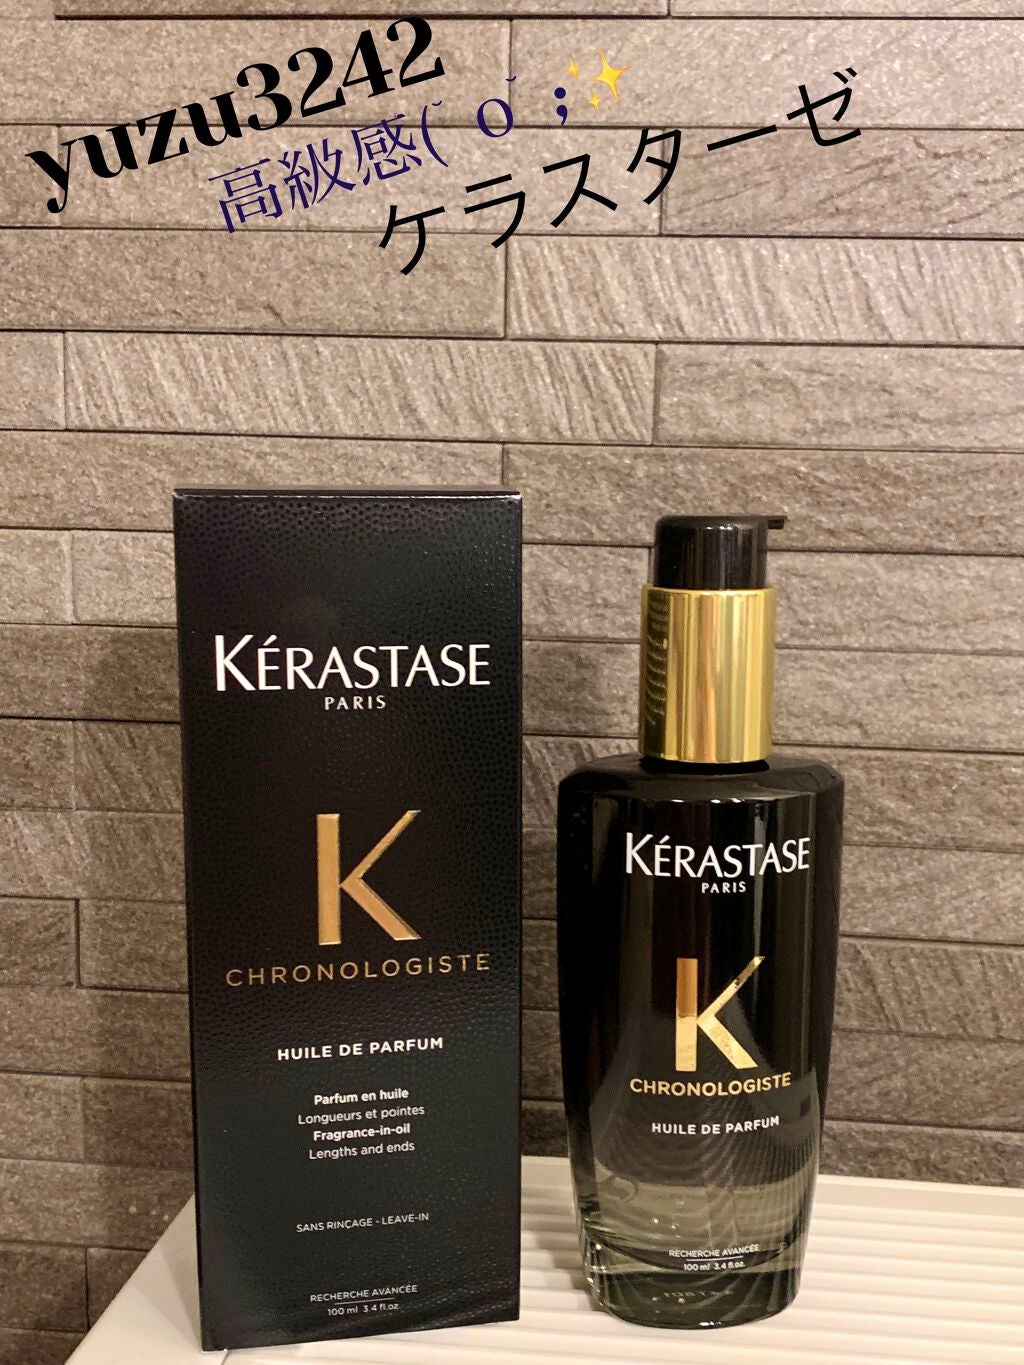 yuzu3242
高級感(˘ o˘ ;✨
ケラスターゼ
KÉRASTASE
PARIS
K
CHRONOLOGISTE
HUILE DE PARFUM
Parfum en huile
Longueurs et pointes
Fragrance-in-oil
Lengths and ends
SANS RINÇAGE - LEAVE-IN
RECHERCHE AVANCÉE
100 ml 3.4 fl.oz.
KÉRASTASE
PARIS
K
CHRONOLOGISTE
HUILE DE PARFUM
RECHERCHE AVANCÉE
100 ml 3.4 fl.oz.